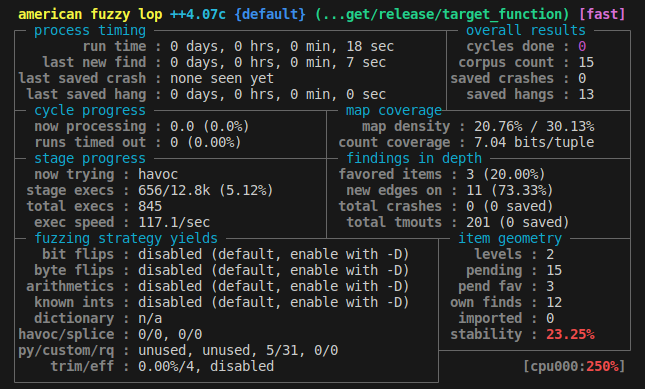 american fuzzy lop ++4.07c {default} (...get/release/target_function) [fast]
process timing overall results
run time : 0 days, 0 hrs, 0 min, 18 sec cycles done : 0
last new find : 0 days, 0 hrs, 0 min, 7 sec corpus count : 15
last saved crash : none seen yet saved crashes : 0
last saved hang : 0 days, 0 hrs, 0 min, 0 sec saved hangs : 13
cycle progress map coverage
now processing : 0.0 (0.0%) map density : 20.76% / 30.13%
runs timed out : 0 (0.00%) count coverage : 7.04 bits/tuple
stage progress findings in depth
now trying : havoc favored items : 3 (20.00%)
stage execs : 656/12.8k (5.12%) new edges on : 11 (73.33%)
total execs : 845 total crashes : 0 (0 saved)
exec speed : 117.1/sec total tmouts : 201 (0 saved)
fuzzing strategy yields item geometry
bit flips : disabled (default, enable with -D) levels : 2
byte flips : disabled (default, enable with -D) pending : 15
arithmetics : disabled (default, enable with -D) pend fav : 3
known ints : disabled (default, enable with -D) own finds : 12
dictionary : n/a imported : 0
havoc/splice : 0/0, 0/0 stability : 23.25%
py/custom/rq : unused, unused, 5/31, 0/0
trim/eff : 0.00%/4, disabled [cpu000:250%]